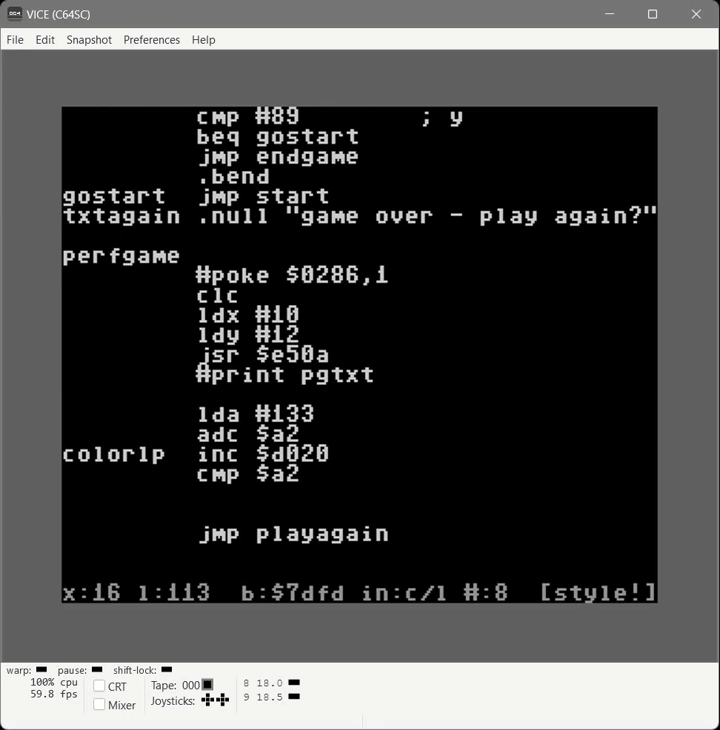 VICE (C64SC)
File Edit Snapshot Preferences Help
cmp #89 ; y
beq gostart
jmp endgame
.bend
gostart jmp start
txtagain .null "game over - play again?"
perfgame
#poke $0286,1
clc
ldx #10
ldy #12
jsr $e50a
#print pgtxt
lda #133
adc $a2
colorlp inc $d020
cmp $a2
jmp playagain
x:16 l:113 b:$7dfd in:c/l #:8 [style!]
warp: pause: shift-lock:
100% cpu
59.8 fps
CRT
Mixer
Tape: 000
Joysticks:
8 18.0
9 18.5